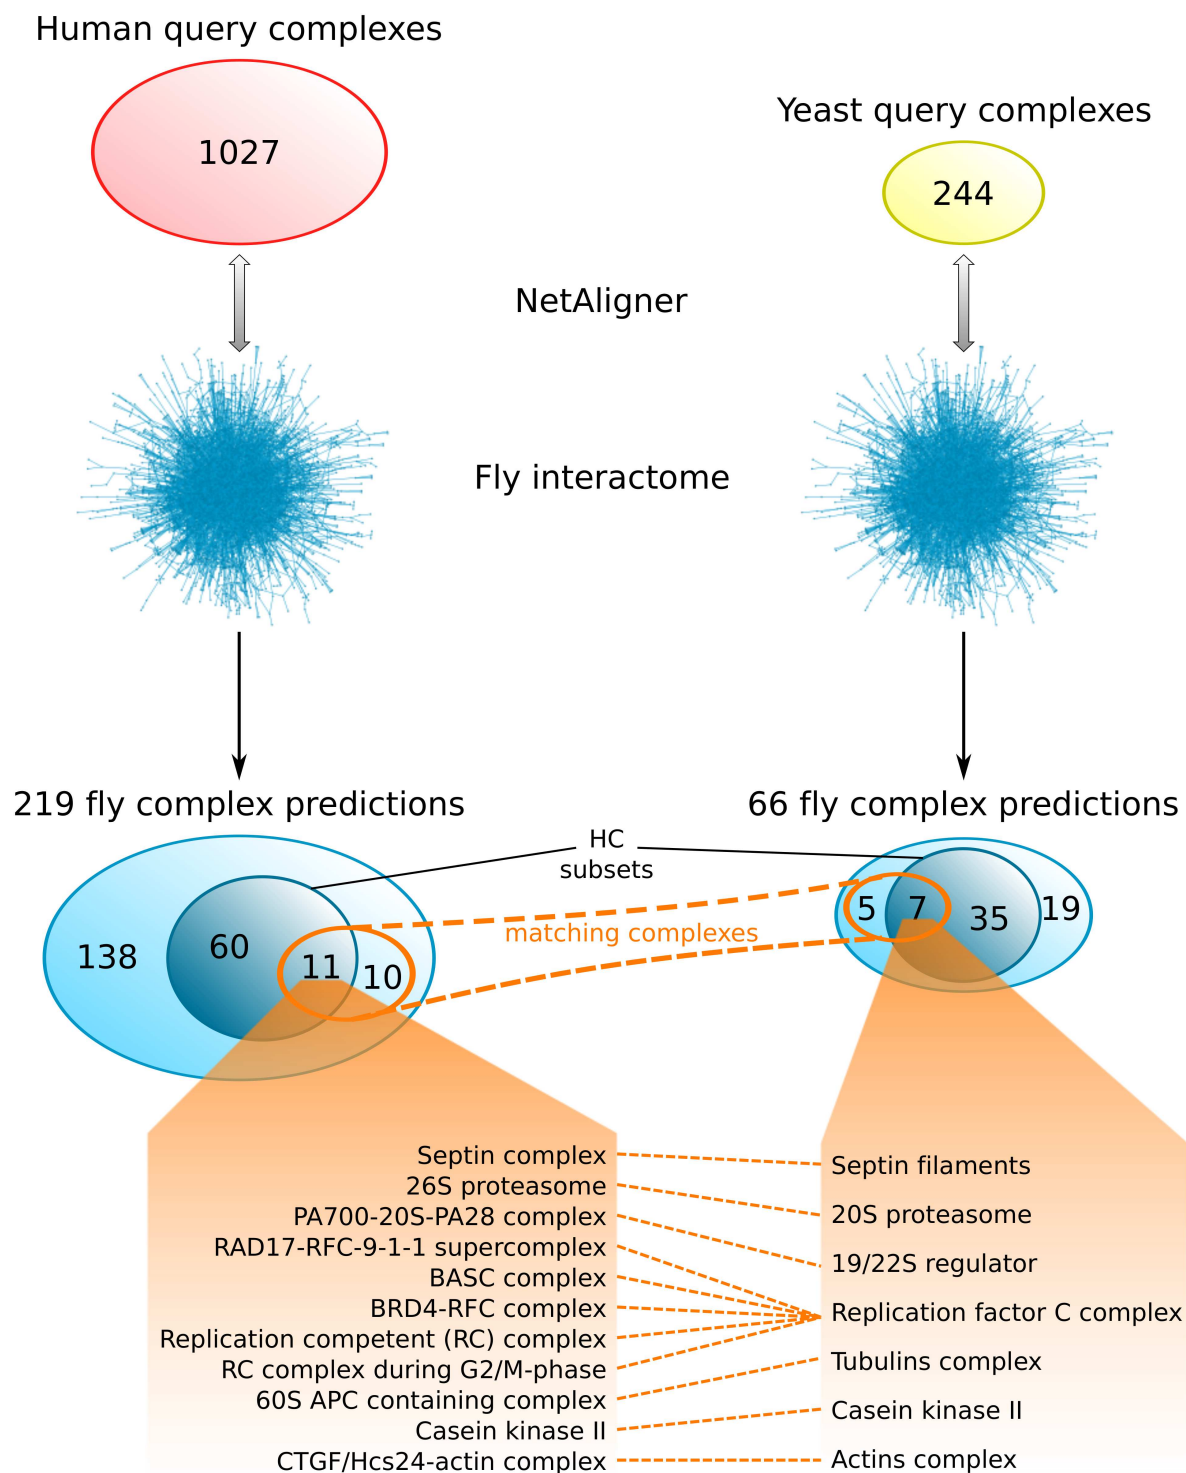 Human query complexes
1027
Yeast query complexes
244
NetAligner
Fly interactome
219 fly complex predictions
66 fly complex predictions
HC
subsets
138
60
11
10
matching complexes
5
7
35
19
Septin complex
26S proteasome
PA700-20S-PA28 complex
RAD17-RFC-9-1-1 supercomplex
BASC complex
BRD4-RFC complex
Replication competent (RC) complex
RC complex during G2/M-phase
60S APC containing complex
Casein kinase II
CTGF/Hcs24-actin complex
Septin filaments
20S proteasome
19/22S regulator
Replication factor C complex
Tubulins complex
Casein kinase II
Actins complex